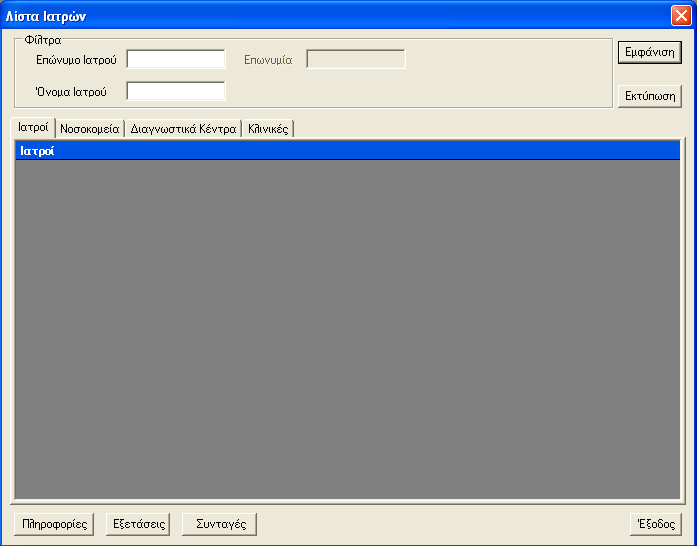 Λίστα Ιατρών
Φίλτρα
Επώνυμο Ιατρού Επωνυμία Εμφάνιση
Όνομα Ιατρού Εκτύπωση
Ιατροί Νοσοκομεία Διαγνωστικά Κέντρα Κλινικές
Ιατροί
Πληροφορίες Εξετάσεις Συνταγές Έξοδος